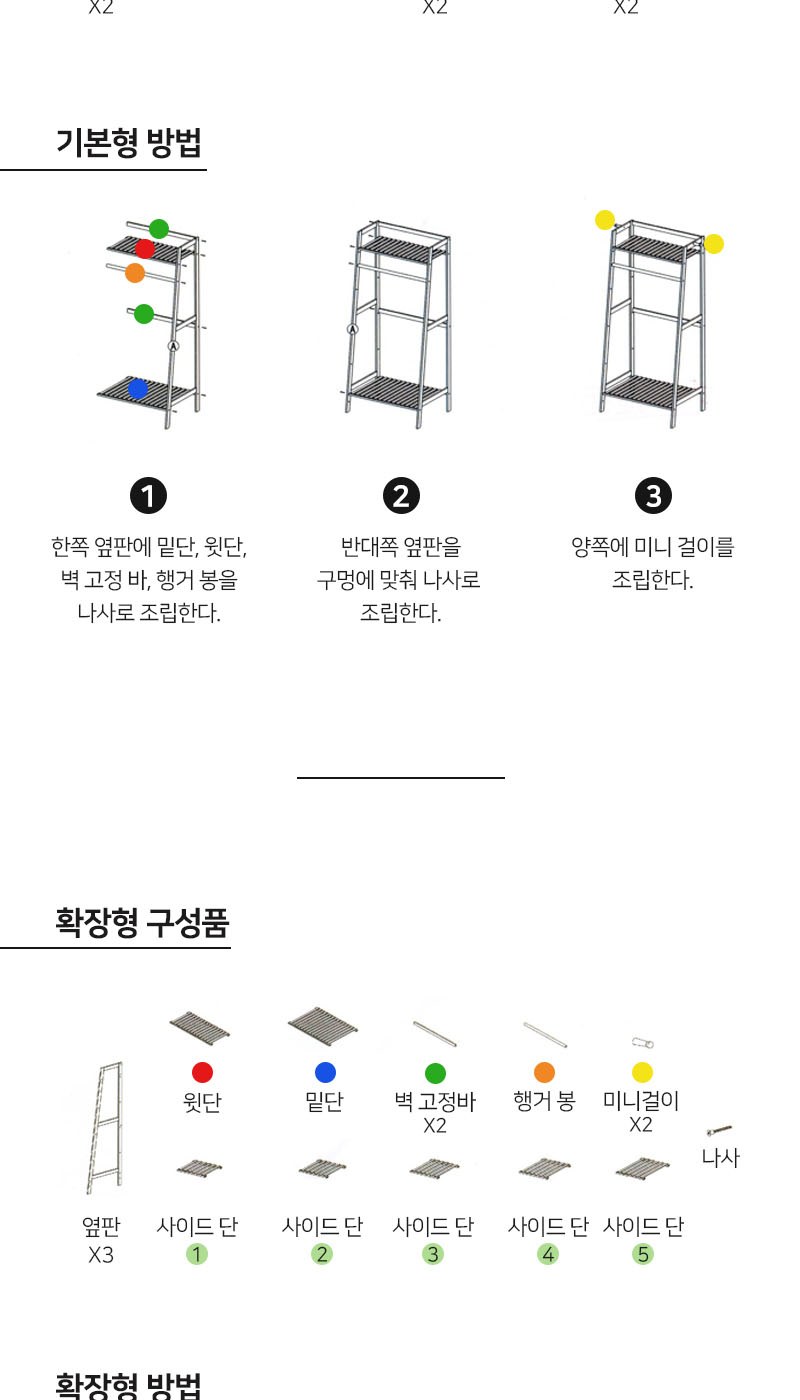 X2 X2 X2
기본형 방법
A A
1 2 3
한쪽 옆판에 밑단, 윗단,
벽 고정 바, 행거 봉을
나사로 조립한다.
반대쪽 옆판을
구멍에 맞춰 나사로
조립한다.
양쪽에 미니 걸이를
조립한다.
확장형 구성품
윗단 밑단 벽 고정바 행거 봉 미니걸이
X2 X2
나사
옆판 사이드 단 사이드 단 사이드 단 사이드 단 사이드 단
X3 1 2 3 4 5
확장형 방법